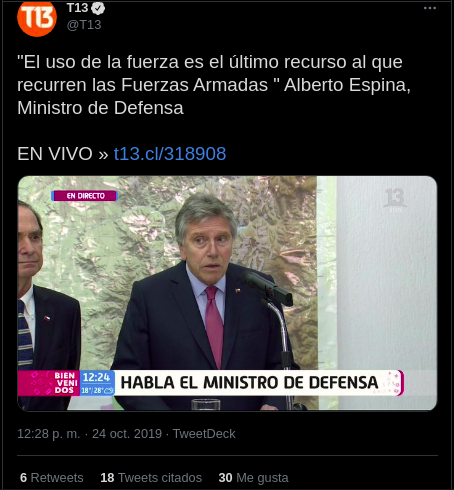 T13
T13
@T13
"El uso de la fuerza es el último recurso al que
recurren las Fuerzas Armadas " Alberto Espina,
Ministro de Defensa
EN VIVO » t13.cl/318908
EN DIRECTO
13
BIEN
VENI
DOS
12:24
18°/28°
HABLA EL MINISTRO DE DEFENSA
12:28 p. m. · 24 oct. 2019 · TweetDeck
6 Retweets 18 Tweets citados 30 Me gusta